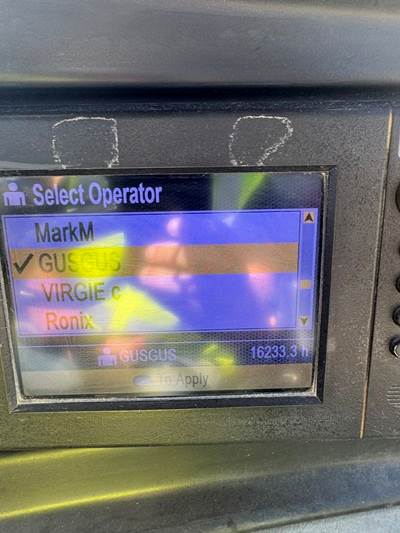 Select Operator
MarkM
GUSGUS
VIRGIE c
Ronix
GUSGUS 16233.3 h
To Apply